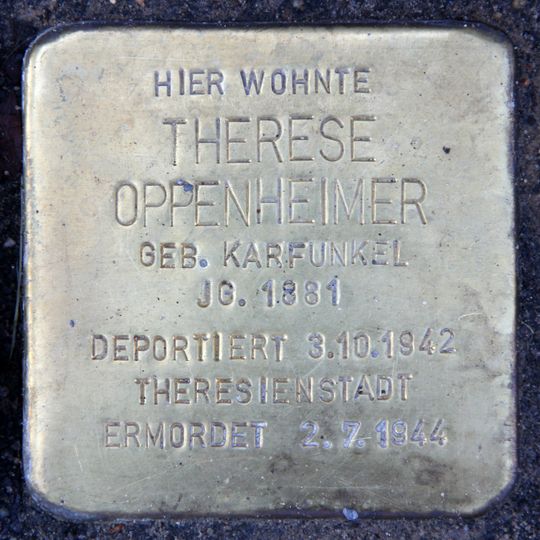 HIER WOHNTE
THERESE
OPPENHEIMER
GEB. KARFUNKEL
JG. 1881
DEPORTIERT 3.10.1942
THERESIENSTADT
ERMORDET 2.7.1944